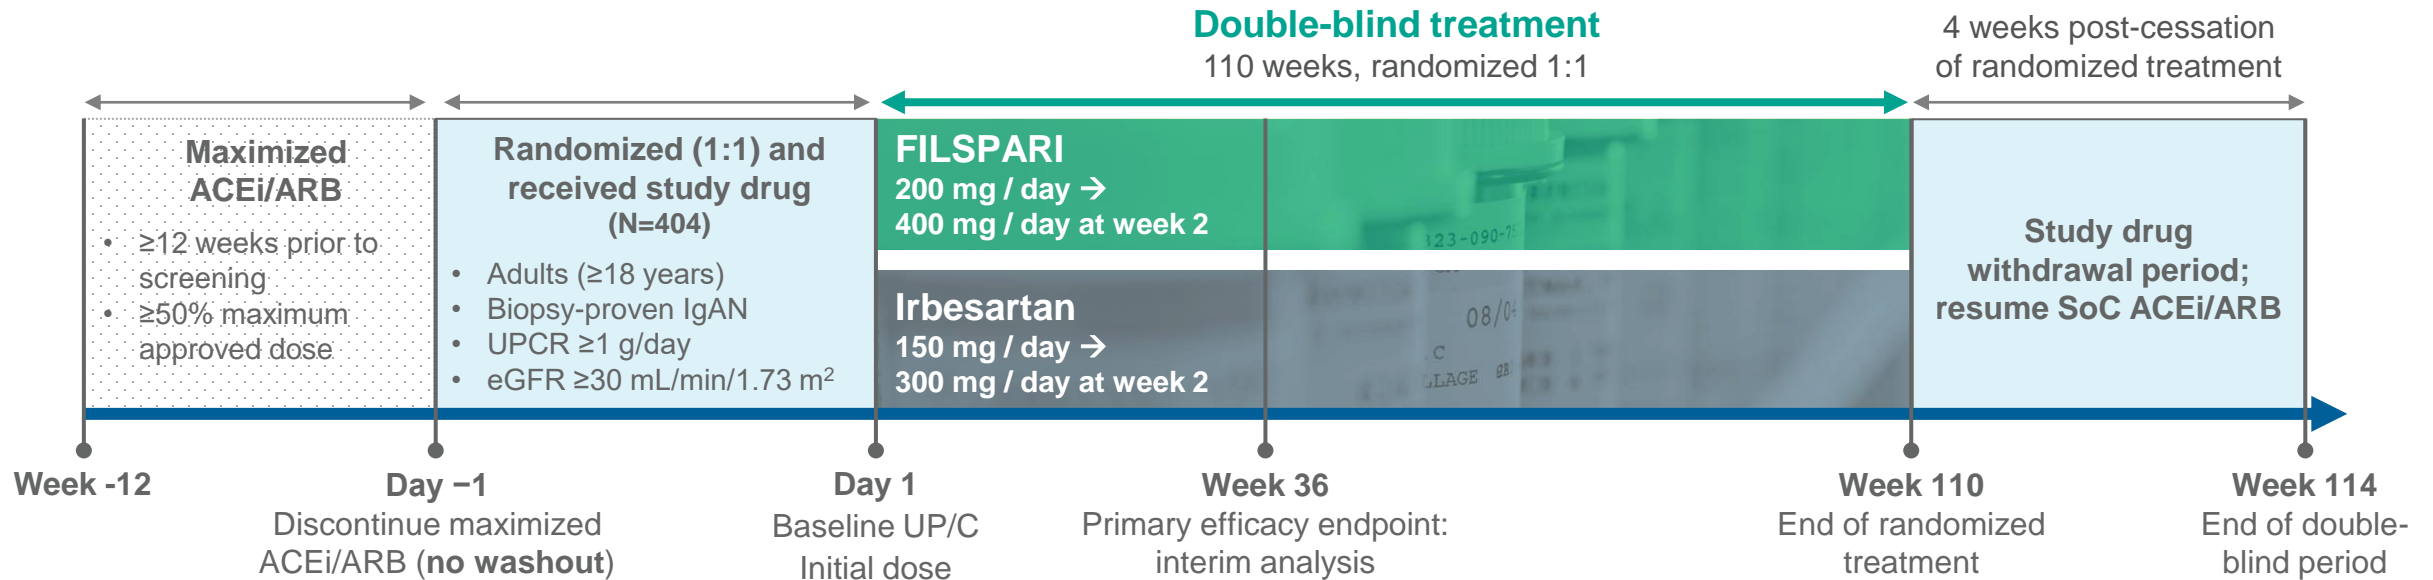 Double-blind treatment
110 weeks, randomized 1:1
4 weeks post-cessation
of randomized treatment
Maximized
ACEi/ARB
• ≥12 weeks prior to
screening
• ≥50% maximum
approved dose
Randomized (1:1) and
received study drug
(N=404)
• Adults (≥18 years)
• Biopsy-proven IgAN
• UPCR ≥1 g/day
• eGFR ≥30 mL/min/1.73 m²
FILSPARI
200 mg / day →
400 mg / day at week 2
323-090-75
Irbesartan
150 mg / day →
300 mg / day at week 2
08/04
LLAGE
Study drug
withdrawal period;
resume SoC ACEi/ARB
Week -12
Day −1
Discontinue maximized
ACEi/ARB (no washout)
Day 1
Baseline UP/C
Initial dose
Week 36
Primary efficacy endpoint:
interim analysis
Week 110
End of randomized
treatment
Week 114
End of double-
blind period